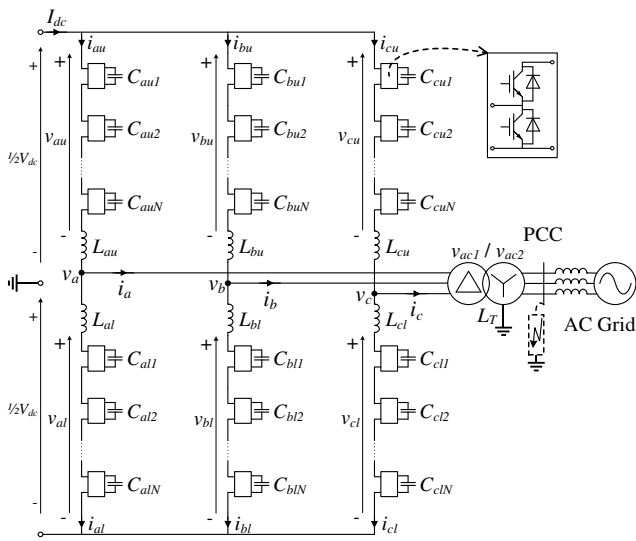 I_dc
i_au i_bu i_cu
+ + + +
C_au1 C_bu1 C_cu1
C_au2 C_bu2 C_cu2
½V_dc v_au v_bu v_cu
C_auN C_buN C_cuN
- - - -
L_au L_bu L_cu
PCC
v_ac1 / v_ac2
v_a v_b v_c
i_a i_b i_c
L_T AC Grid
+ + + +
L_al L_bl L_cl
C_al1 C_bl1 C_cl1
C_al2 C_bl2 C_cl2
½V_dc v_al v_bl v_cl
C_alN C_blN C_clN
- - - -
i_al i_bl i_cl